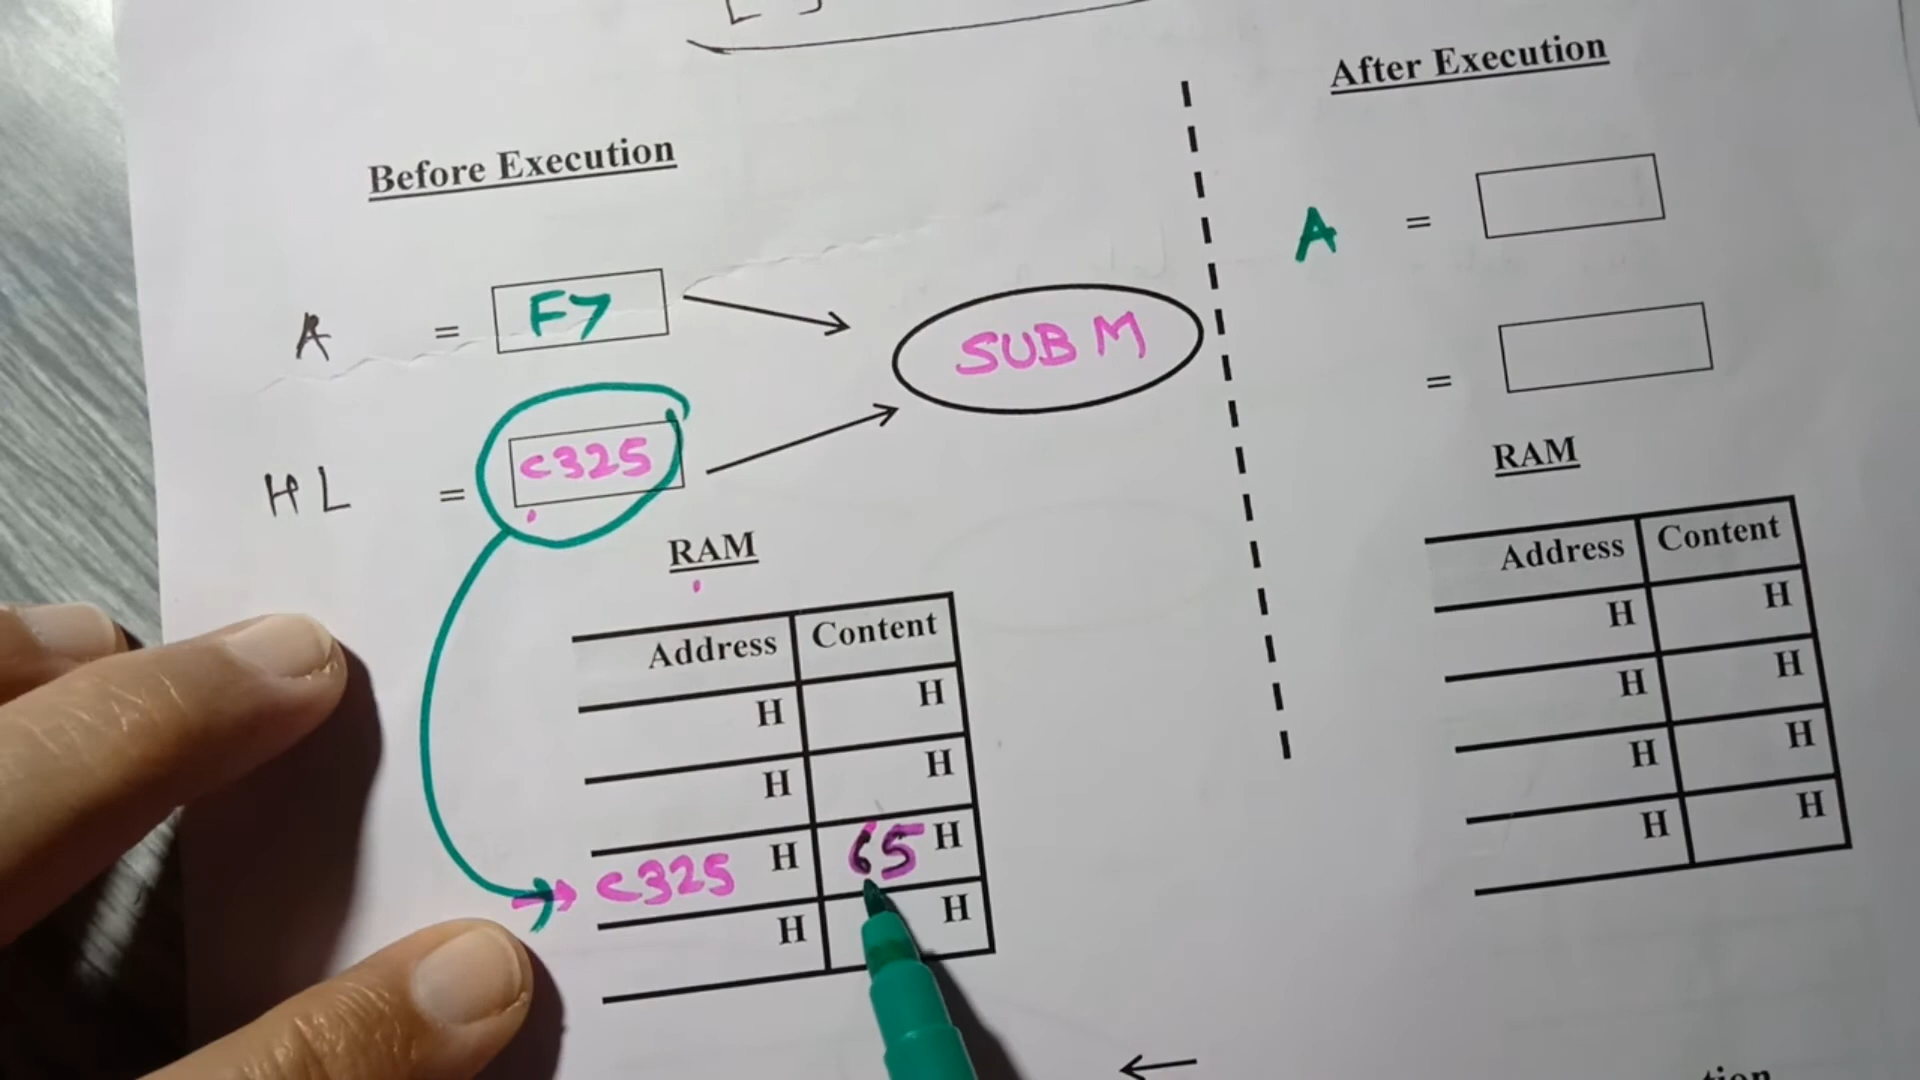 Before Execution
A = F7
SUB M
HL = C325
RAM
Address Content
H H
H H
C325 H 65 H
H H
After Execution
A =
=
RAM
Address Content
H H
H H
H H
H H